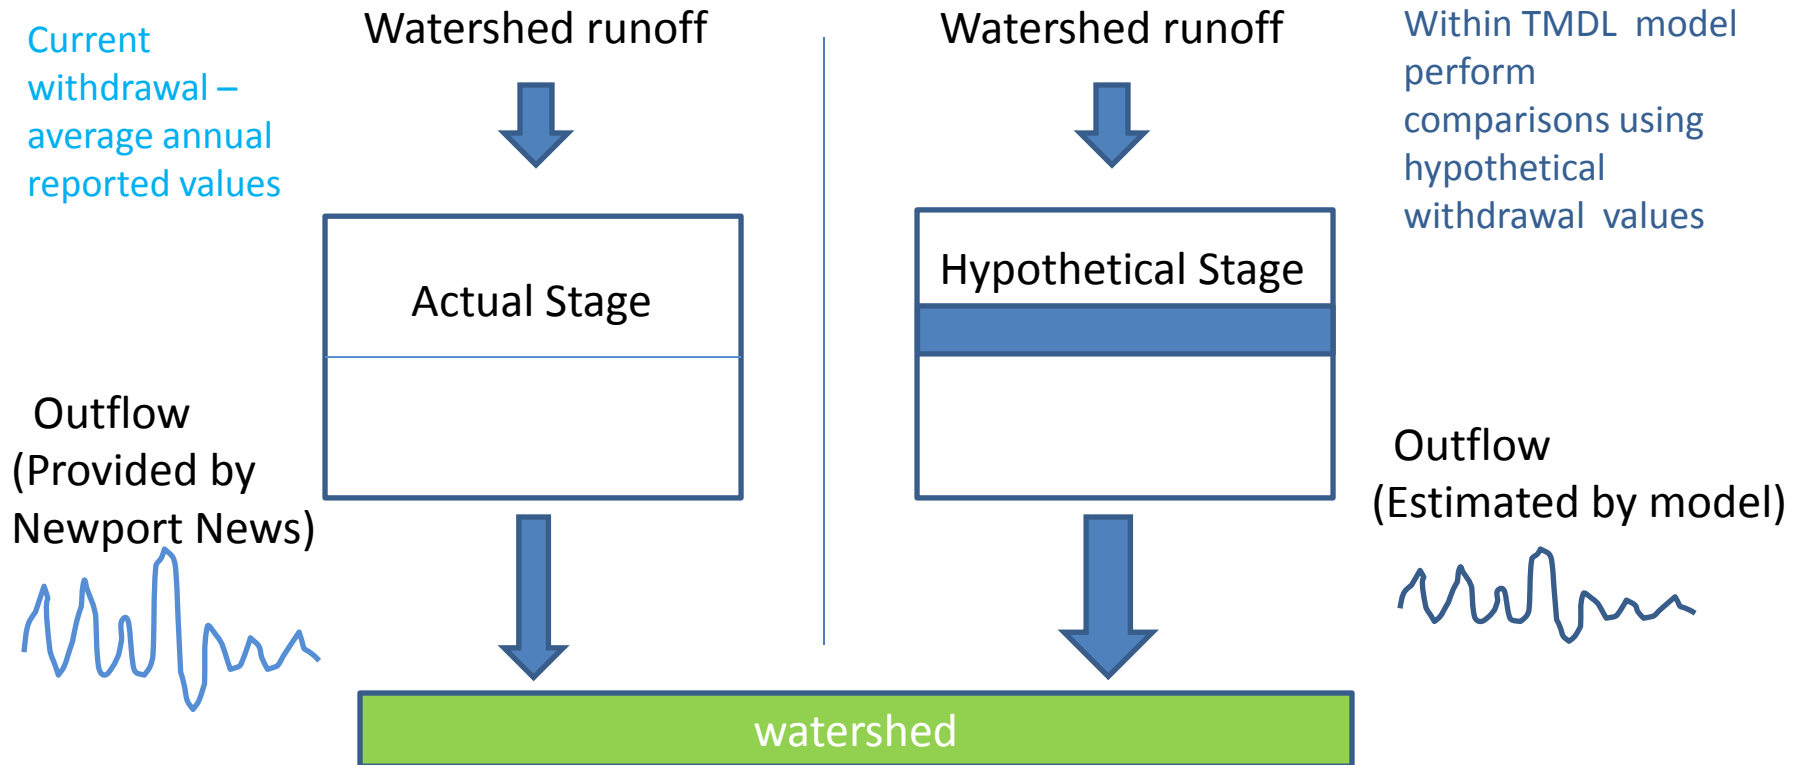 Current
withdrawal –
average annual
reported values
Watershed runoff
Actual Stage
Outflow
(Provided by
Newport News)
Watershed runoff
Within TMDL model
perform
comparisons using
hypothetical
withdrawal values
Hypothetical Stage
Outflow
(Estimated by model)
watershed